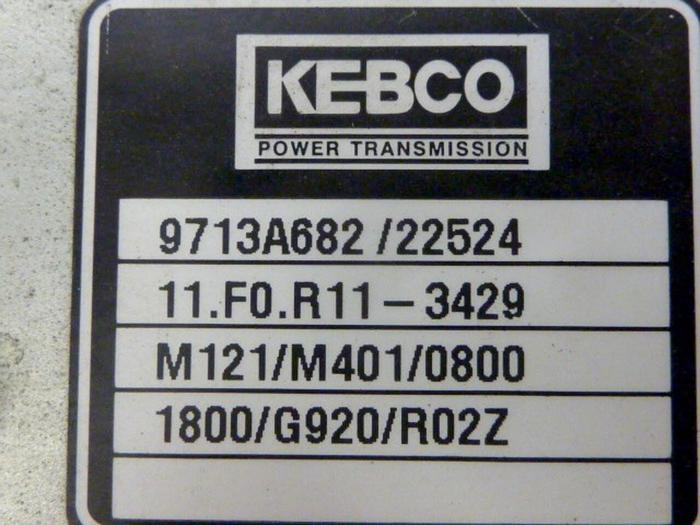 KEBCO
POWER TRANSMISSION
9713A682 /22524
11.F0.R11-3429
M121/M401/0800
1800/G920/R02Z